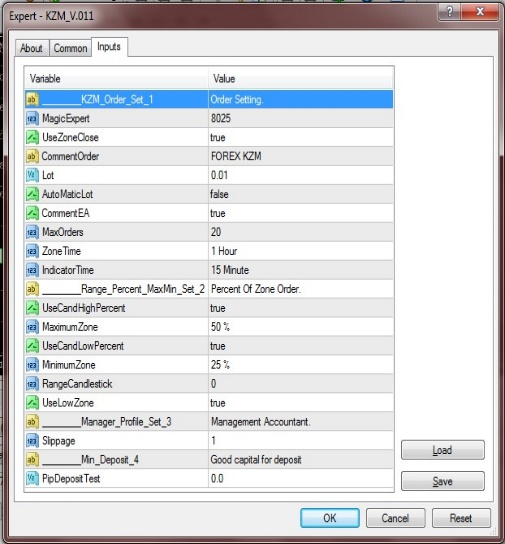 Expert - KZM_V.011
About Common Inputs
Variable Value
________KZM_Order_Set_1 Order Setting.
MagicExpert 8025
UseZoneClose true
CommentOrder FOREX KZM
Lot 0.01
AutoMaticLot false
CommentEA true
MaxOrders 20
ZoneTime 1 Hour
IndicatorTime 15 Minute
________Range_Percent_MaxMin_Set_2 Percent Of Zone Order.
UseCandHighPercent true
MaximumZone 50 %
UseCandLowPercent true
MinimumZone 25 %
RangeCandlestick 0
UseLowZone true
________Manager_Profile_Set_3 Management Accountant.
Slippage 1
________Min_Deposit_4 Good capital for deposit
PipDepositTest 0.0
Load
Save
OK Cancel Reset